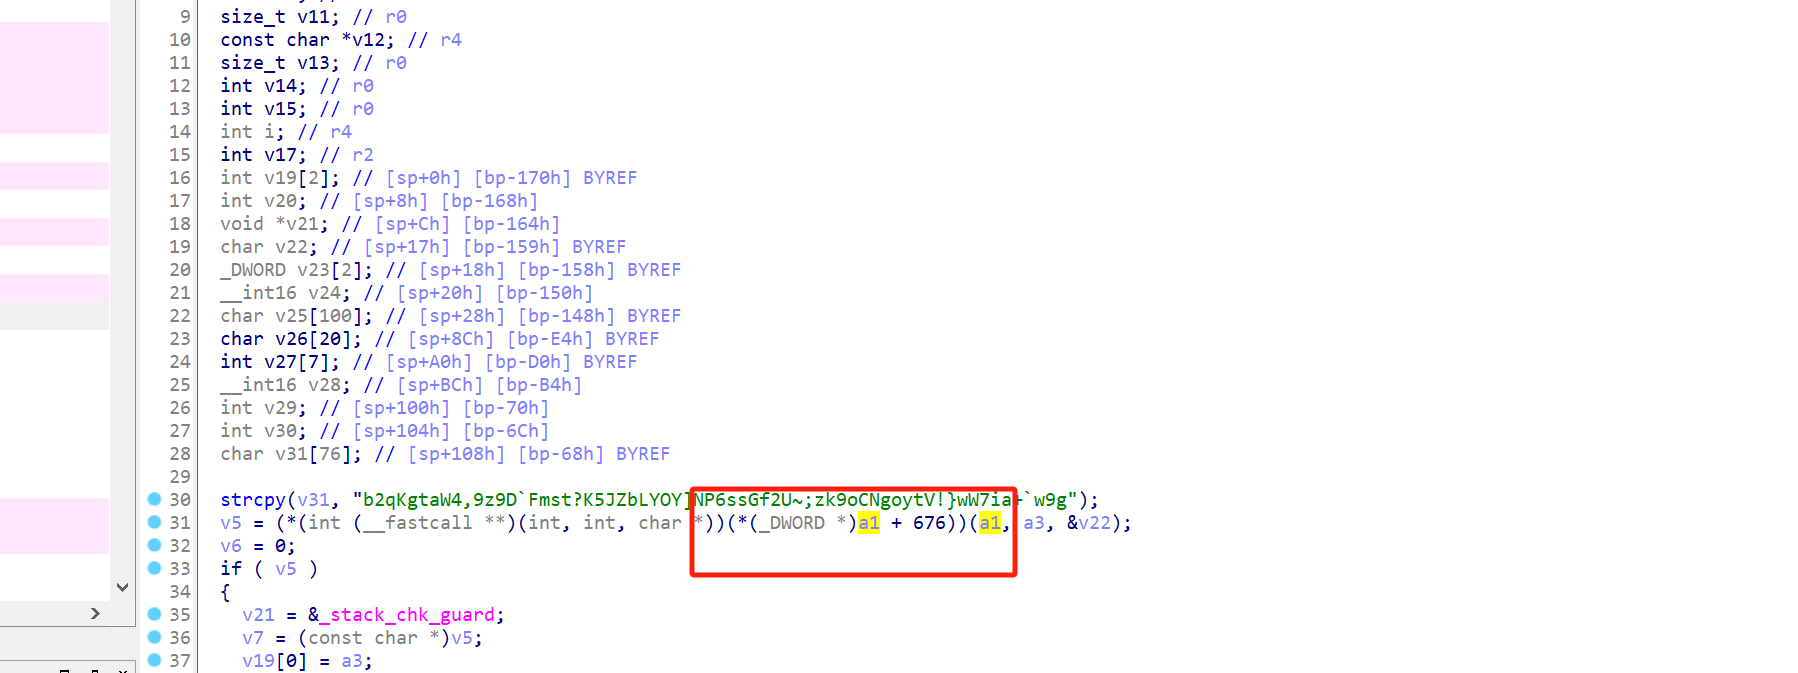 9 size_t v11; // r0
10 const char *v12; // r4
11 size_t v13; // r0
12 int v14; // r0
13 int v15; // r0
14 int i; // r4
15 int v17; // r2
16 int v19[2]; // [sp+0h] [bp-170h] BYREF
17 int v20; // [sp+8h] [bp-168h]
18 void *v21; // [sp+Ch] [bp-164h]
19 char v22; // [sp+17h] [bp-159h] BYREF
20 _DWORD v23[2]; // [sp+18h] [bp-158h] BYREF
21 __int16 v24; // [sp+20h] [bp-150h]
22 char v25[100]; // [sp+28h] [bp-148h] BYREF
23 char v26[20]; // [sp+8Ch] [bp-E4h] BYREF
24 int v27[7]; // [sp+A0h] [bp-D0h] BYREF
25 __int16 v28; // [sp+BCh] [bp-B4h]
26 int v29; // [sp+100h] [bp-70h]
27 int v30; // [sp+104h] [bp-6Ch]
28 char v31[76]; // [sp+108h] [bp-68h] BYREF
29
30 strcpy(v31, "b2qKgtaW4,9z9D`Fmst?K5JZbLYOY]NP6ssGf2U~;zk9oCNgoytV!}wW7ia+`w9g");
31 v5 = (*(int (__fastcall **)(int, int, char *))(*(_DWORD *)a1 + 676))(a1, a3, &v22);
32 v6 = 0;
33 if ( v5 )
34 {
35 v21 = &_stack_chk_guard;
36 v7 = (const char *)v5;
37 v19[0] = a3;